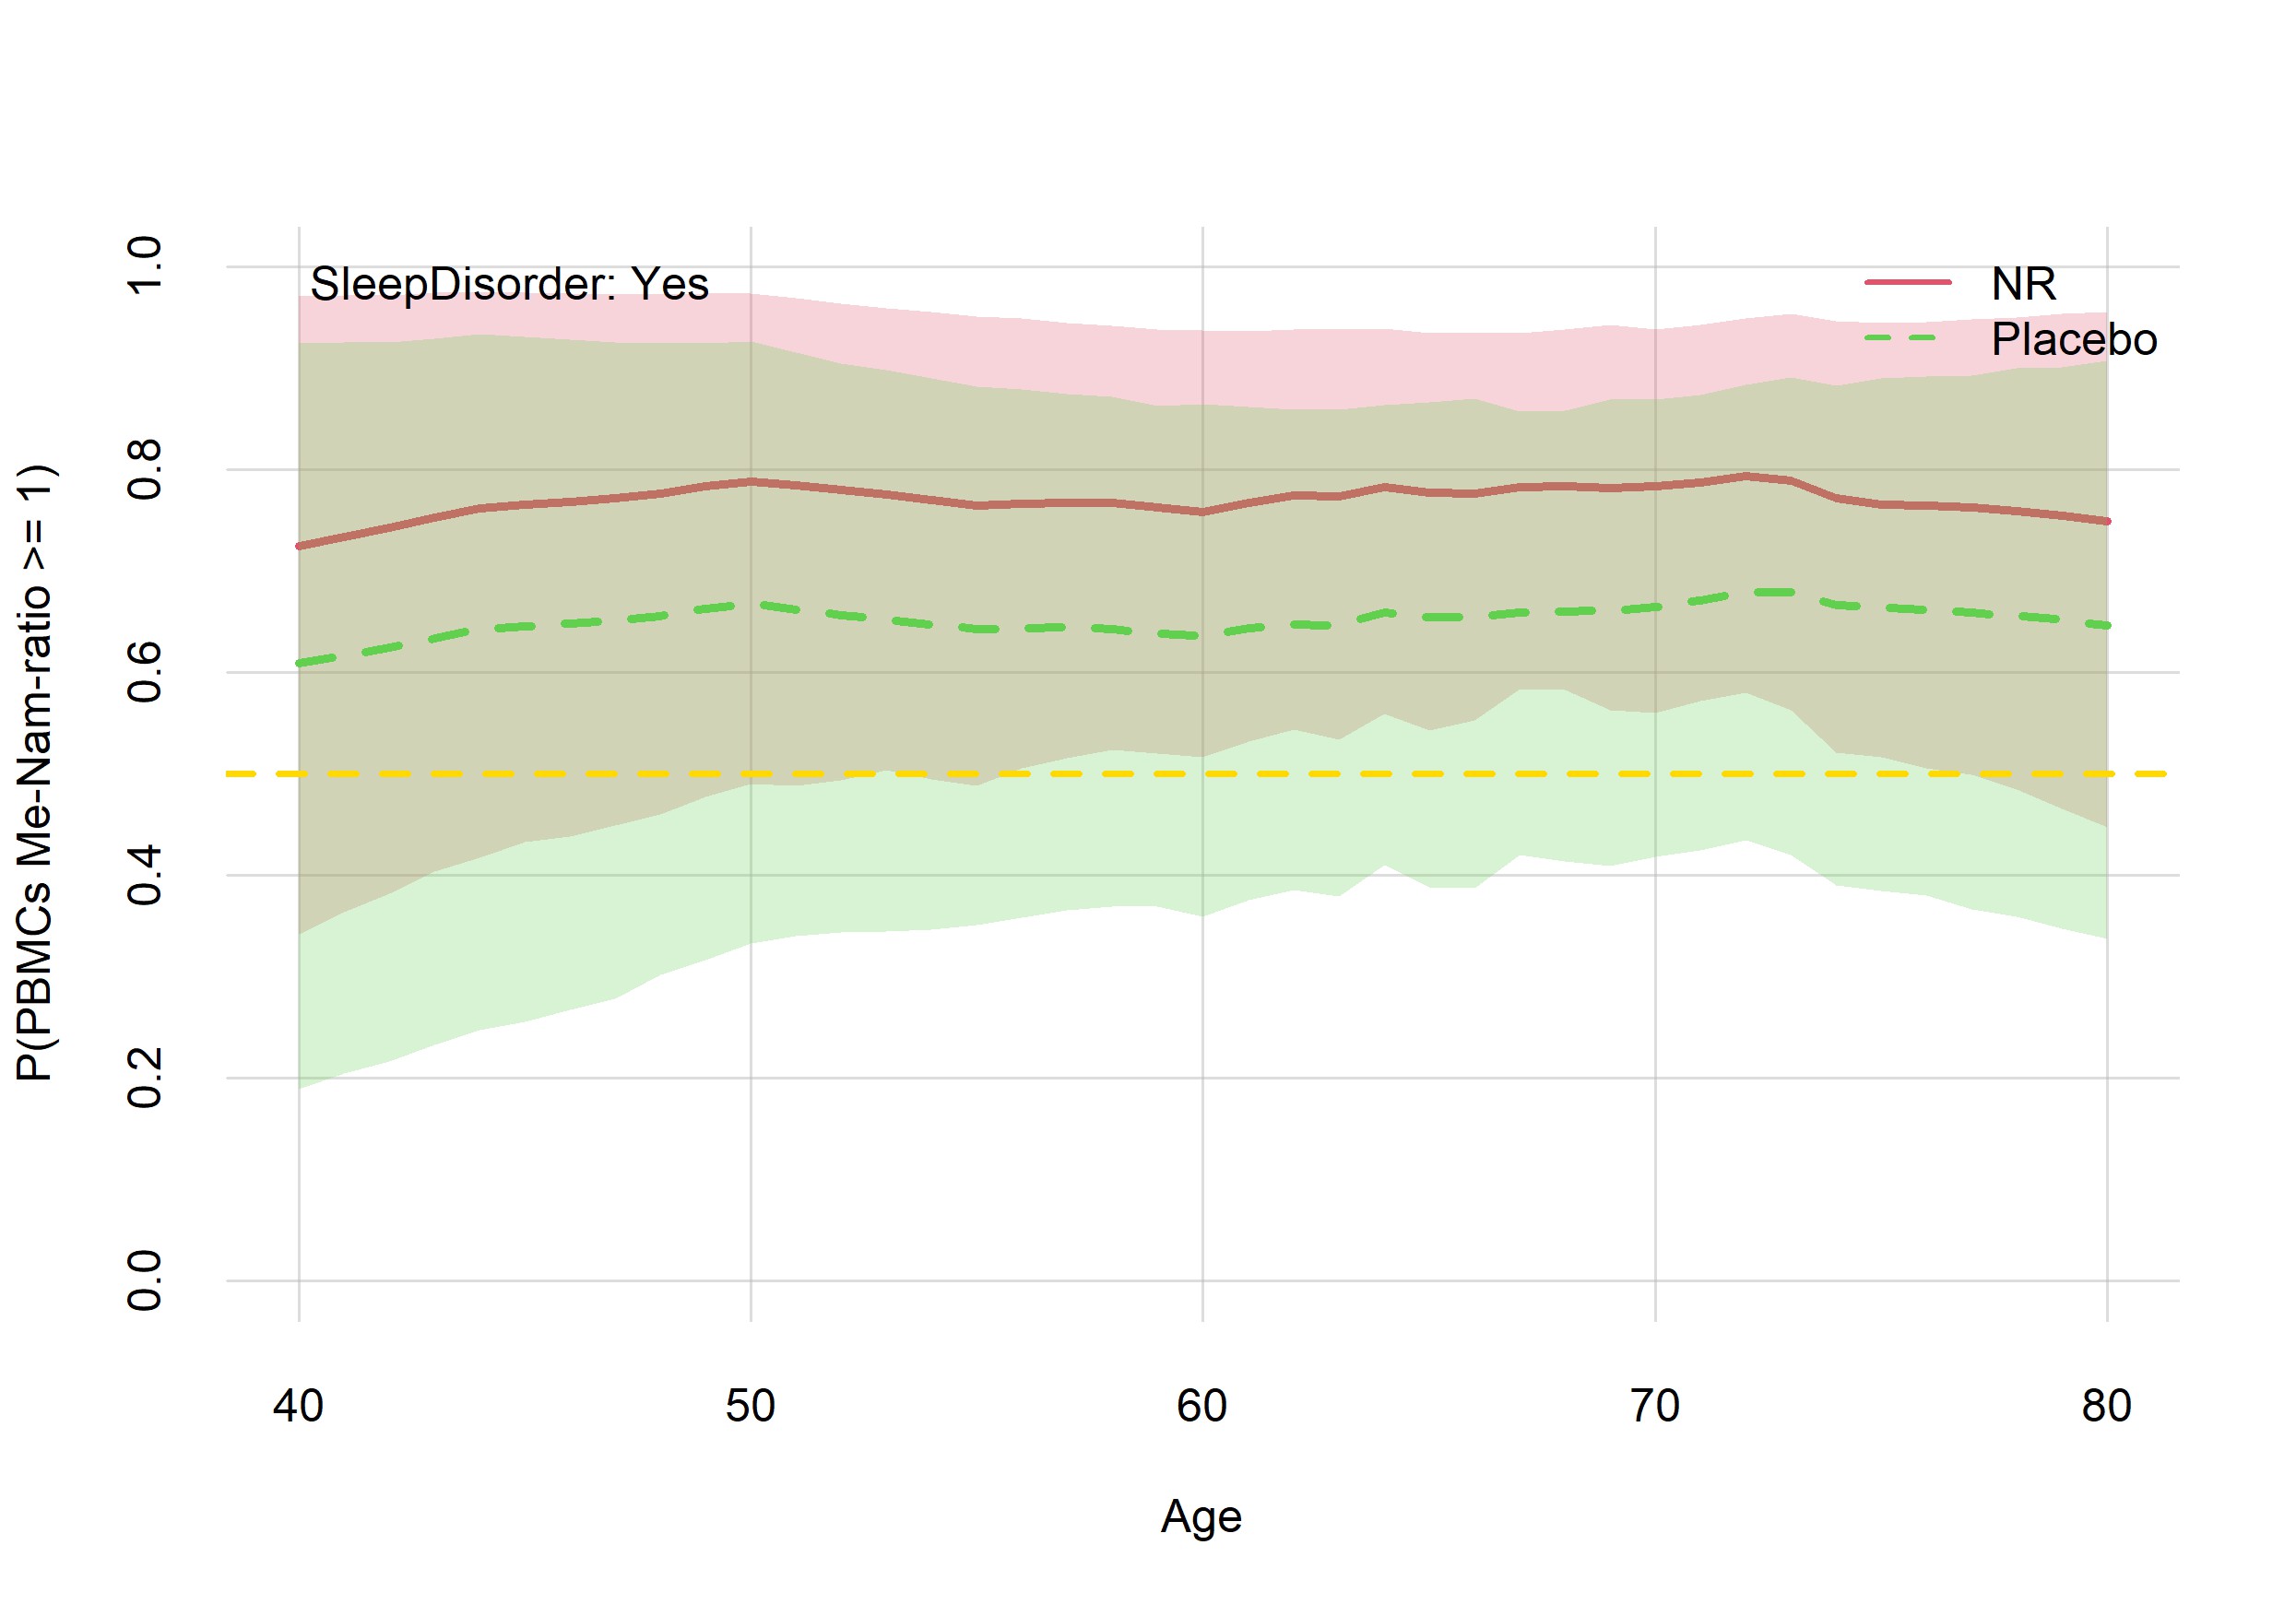 SleepDisorder: Yes
NR
Placebo
P(PBMCs Me-Nam-ratio >= 1)
1.0
0.8
0.6
0.4
0.2
0.0
40 50 60 70 80
Age